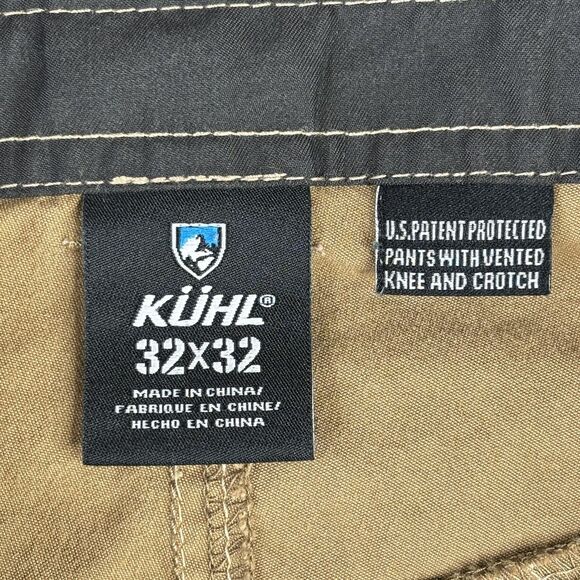 KÜHL®
32X32
MADE IN CHINA/
FABRIQUE EN CHINE/
HECHO EN CHINA
U.S.PATENT PROTECTED
PANTS WITH VENTED
KNEE AND CROTCH